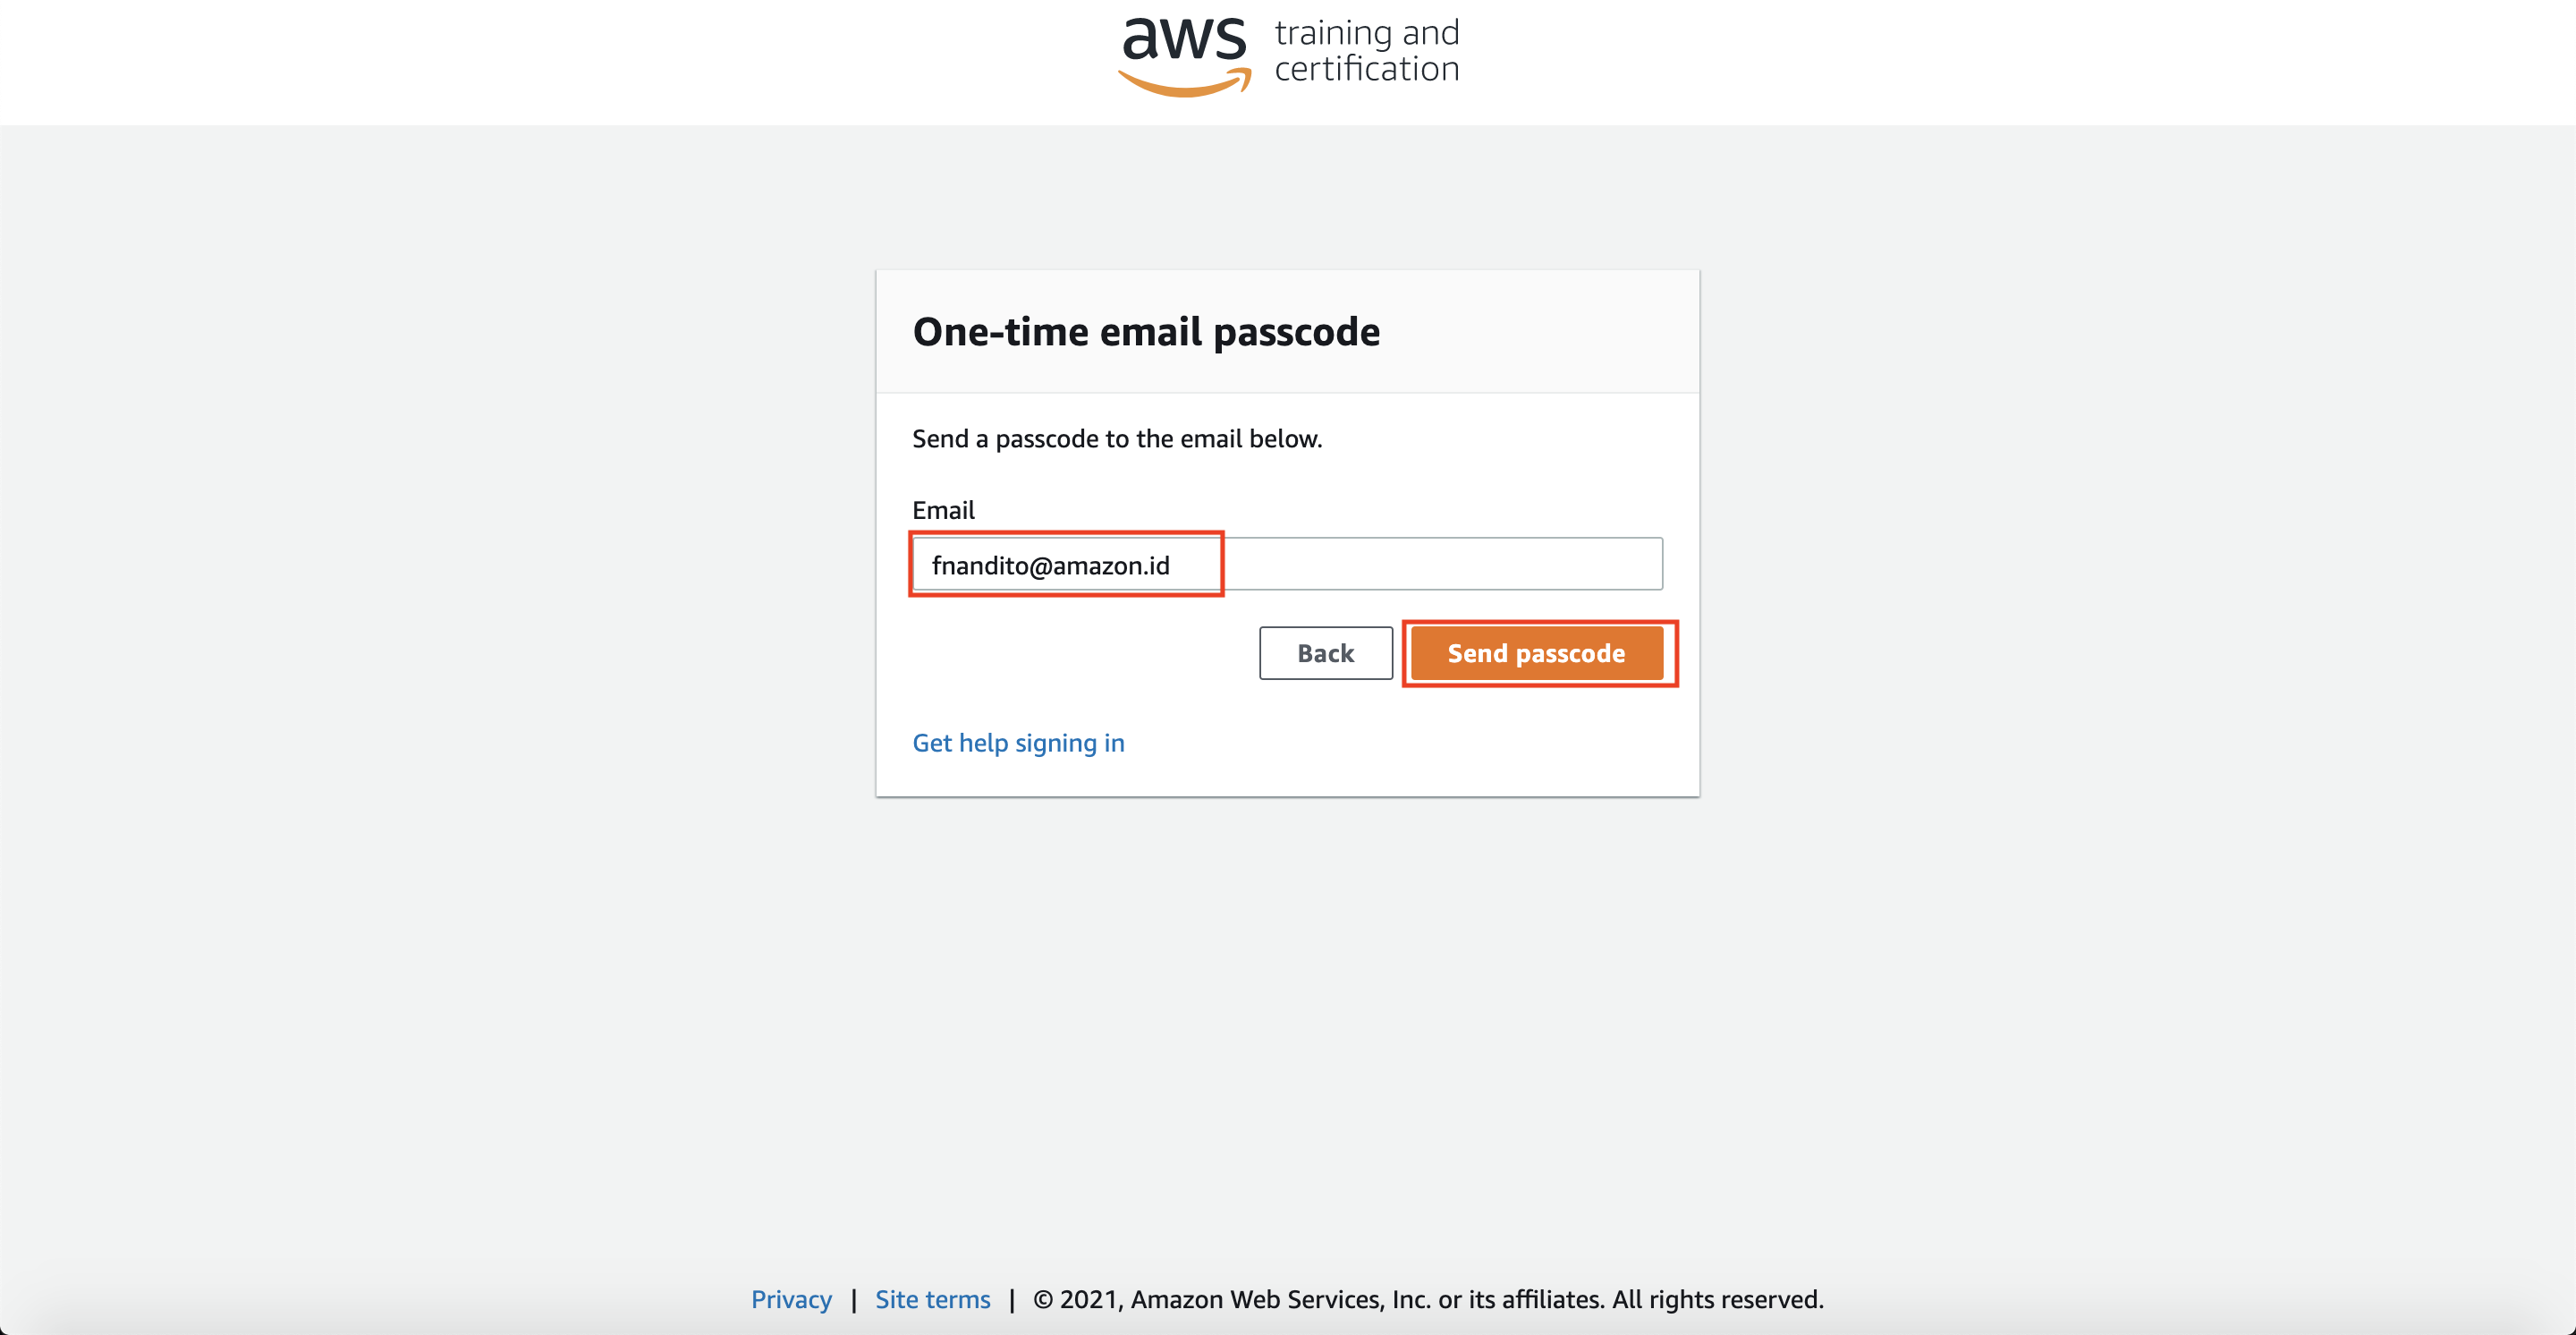 aws training and
certification
One-time email passcode
Send a passcode to the email below.
Email
fnandito@amazon.id
Back Send passcode
Get help signing in
Privacy | Site terms | © 2021, Amazon Web Services, Inc. or its affiliates. All rights reserved.